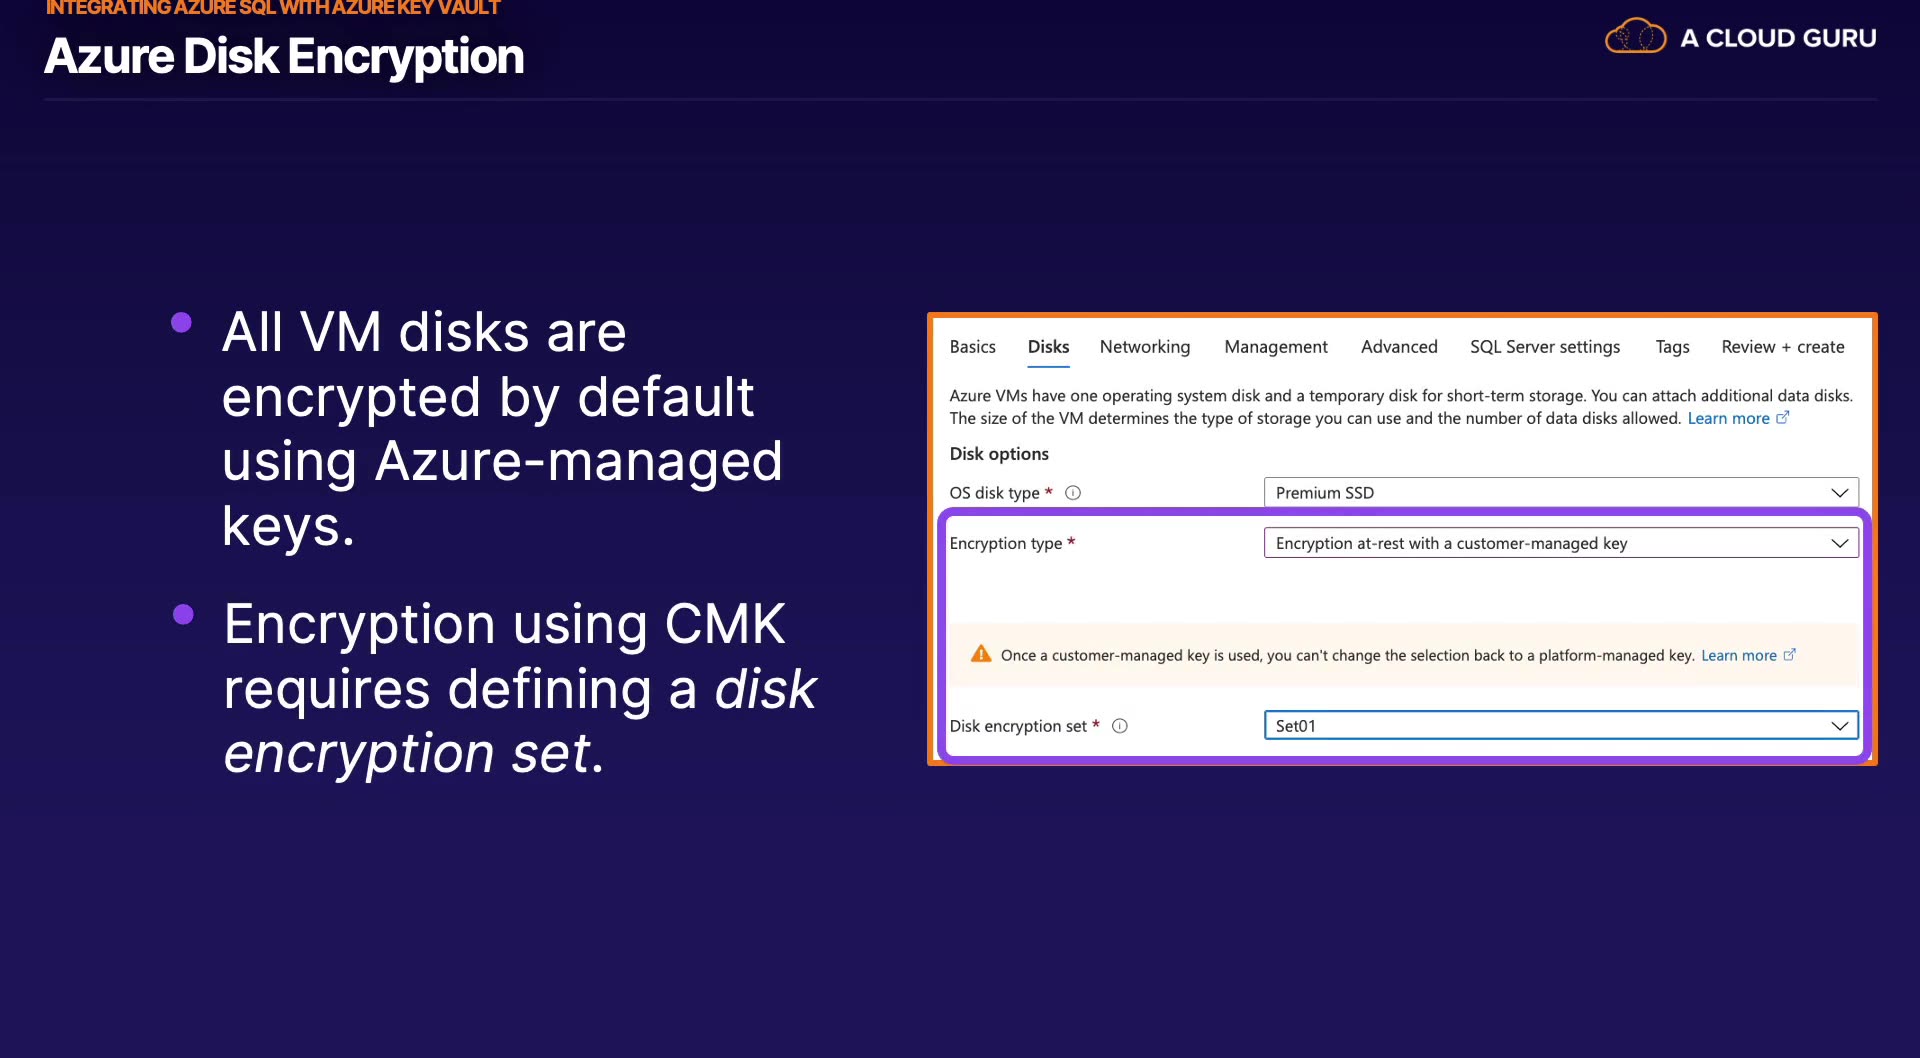 INTEGRATING AZURE SQL WITH AZURE KEY VAULT
Azure Disk Encryption
A CLOUD GURU
All VM disks are
encrypted by default
using Azure-managed
keys.
Encryption using CMK
requires defining a disk
encryption set.
Basics Disks Networking Management Advanced SQL Server settings Tags Review + create
Azure VMs have one operating system disk and a temporary disk for short-term storage. You can attach additional data disks.
The size of the VM determines the type of storage you can use and the number of data disks allowed. Learn more
Disk options
OS disk type * Premium SSD
Encryption type * Encryption at-rest with a customer-managed key
Once a customer-managed key is used, you can't change the selection back to a platform-managed key. Learn more
Disk encryption set * Set01